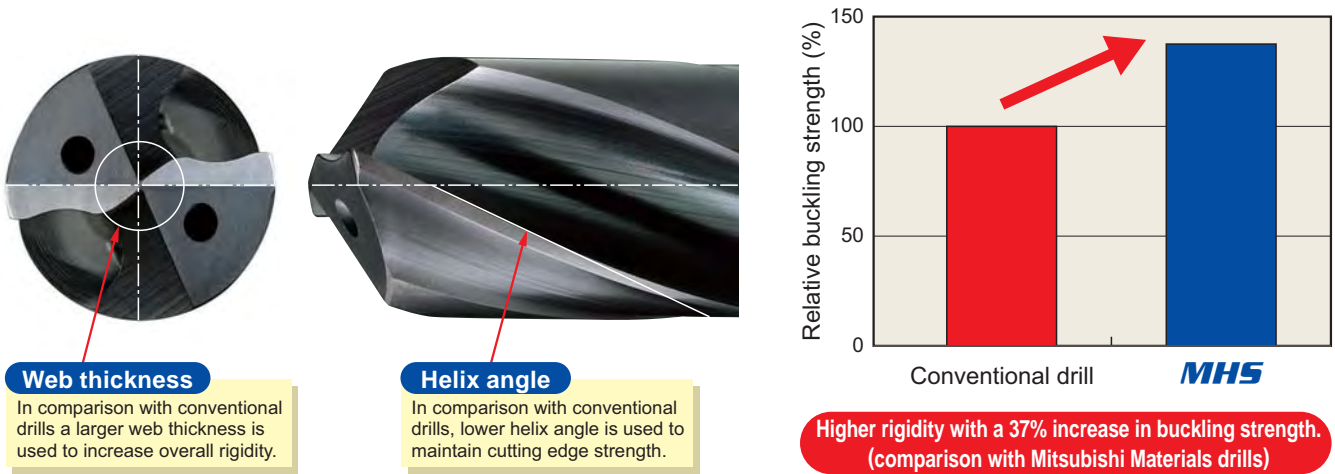 Web thickness
In comparison with conventional
drills a larger web thickness is
used to increase overall rigidity.
Helix angle
In comparison with conventional
drills, lower helix angle is used to
maintain cutting edge strength.
Relative buckling strength (%)
150
100
50
0
Conventional drill
MHS
Higher rigidity with a 37% increase in buckling strength.
(comparison with Mitsubishi Materials drills)